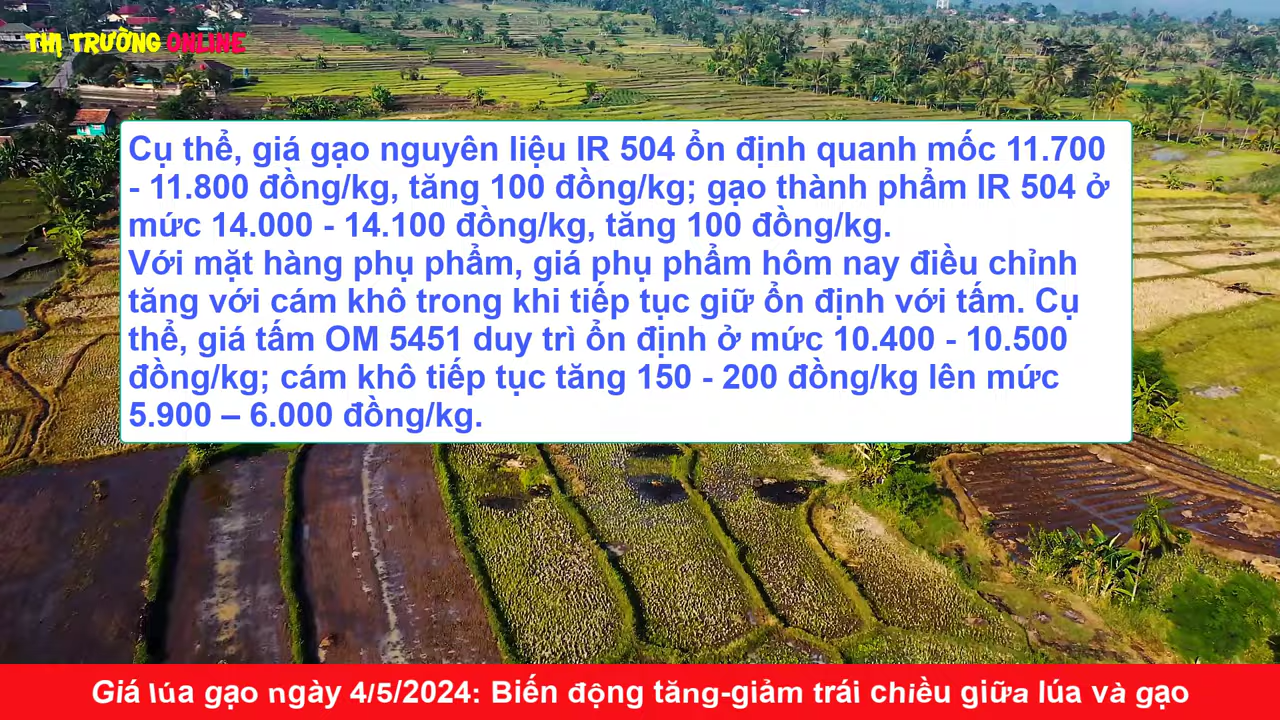 THỊ TRƯỜNG ONLINE
Cụ thể, giá gạo nguyên liệu IR 504 ổn định quanh mốc 11.700
- 11.800 đồng/kg, tăng 100 đồng/kg; gạo thành phẩm IR 504 ở
mức 14.000 - 14.100 đồng/kg, tăng 100 đồng/kg.
Với mặt hàng phụ phẩm, giá phụ phẩm hôm nay điều chỉnh
tăng với cám khô trong khi tiếp tục giữ ổn định với tấm. Cụ
thể, giá tấm OM 5451 duy trì ổn định ở mức 10.400 - 10.500
đồng/kg; cám khô tiếp tục tăng 150 - 200 đồng/kg lên mức
5.900 – 6.000 đồng/kg.
Giá lúa gạo ngày 4/5/2024: Biến động tăng-giảm trái chiều giữa lúa và gạo